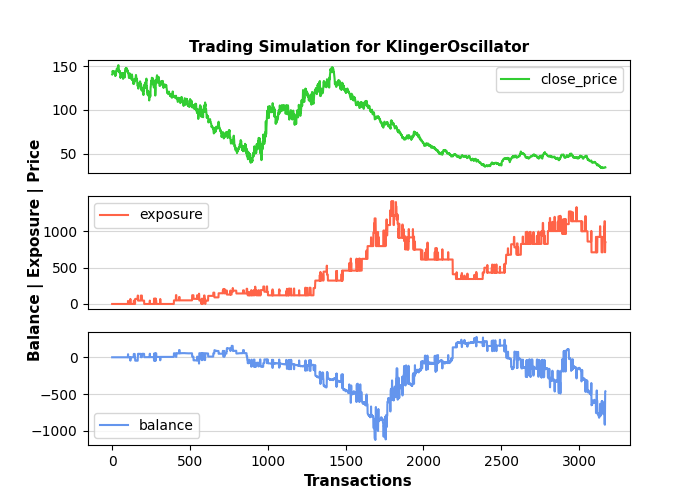 Trading Simulation for KlingerOscillator
150
100
50
close_price
1000
500
0
exposure
0
−500
−1000
balance
0 500 1000 1500 2000 2500 3000
Transactions
Balance | Exposure | Price